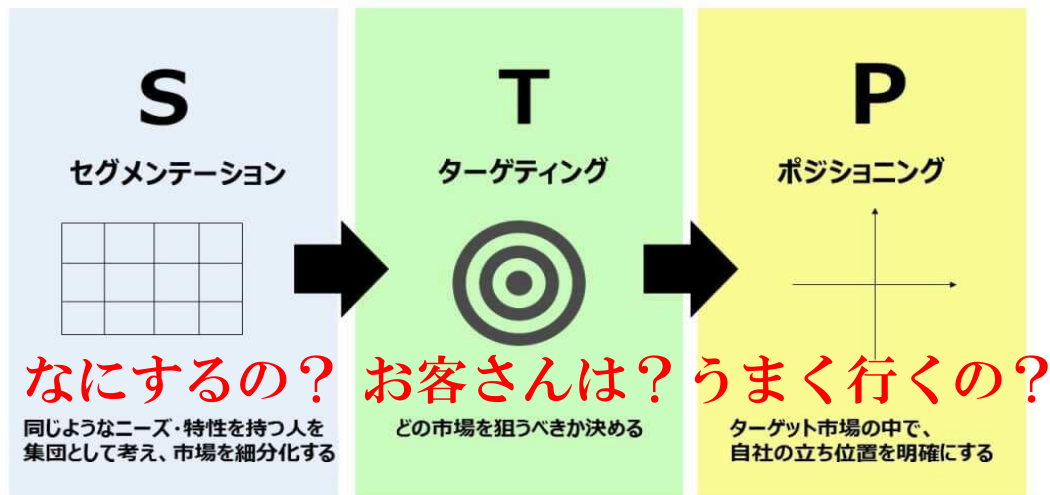 S
セグメンテーション
なにするの？
同じようなニーズ・特性を持つ人を
集団として考え、市場を細分化する
T
ターゲティング
お客さんは？
どの市場を狙うべきか決める
P
ポジショニング
うまく行くの？
ターゲット市場の中で、
自社の立ち位置を明確にする